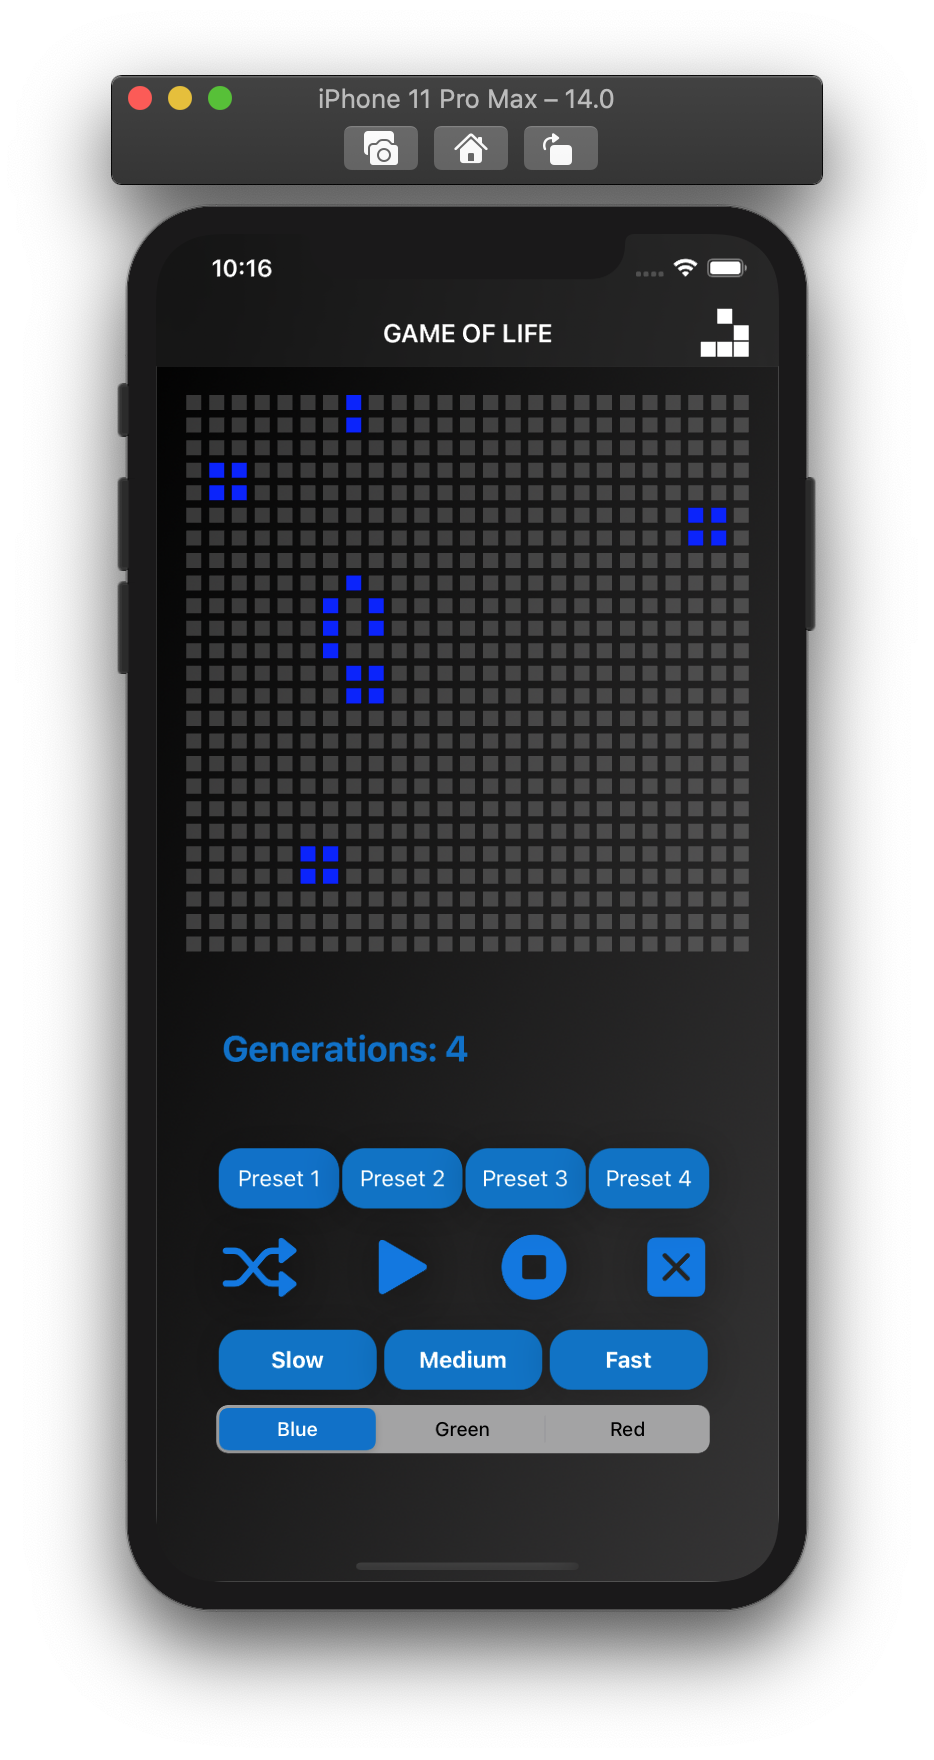 iPhone 11 Pro Max – 14.0
10:16
GAME OF LIFE
Generations: 4
Preset 1 Preset 2 Preset 3 Preset 4
Slow Medium Fast
Blue Green Red